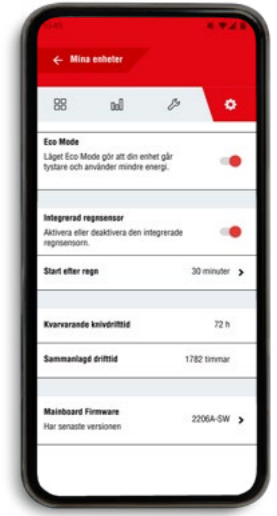 10:45
Mina enheter
Eco Mode
Läget Eco Mode gör att din enhet går
tystare och använder mindre energi.
Integrerad regnsensor
Aktivera eller deaktivera den integrerade
regnsensorn.
Start efter regn 30 minuter
Kvarvarande knivdrifttid 72 h
Sammanlagd drifttid 1782 timmar
Mainboard Firmware
Har senaste versionen 2206A-SW